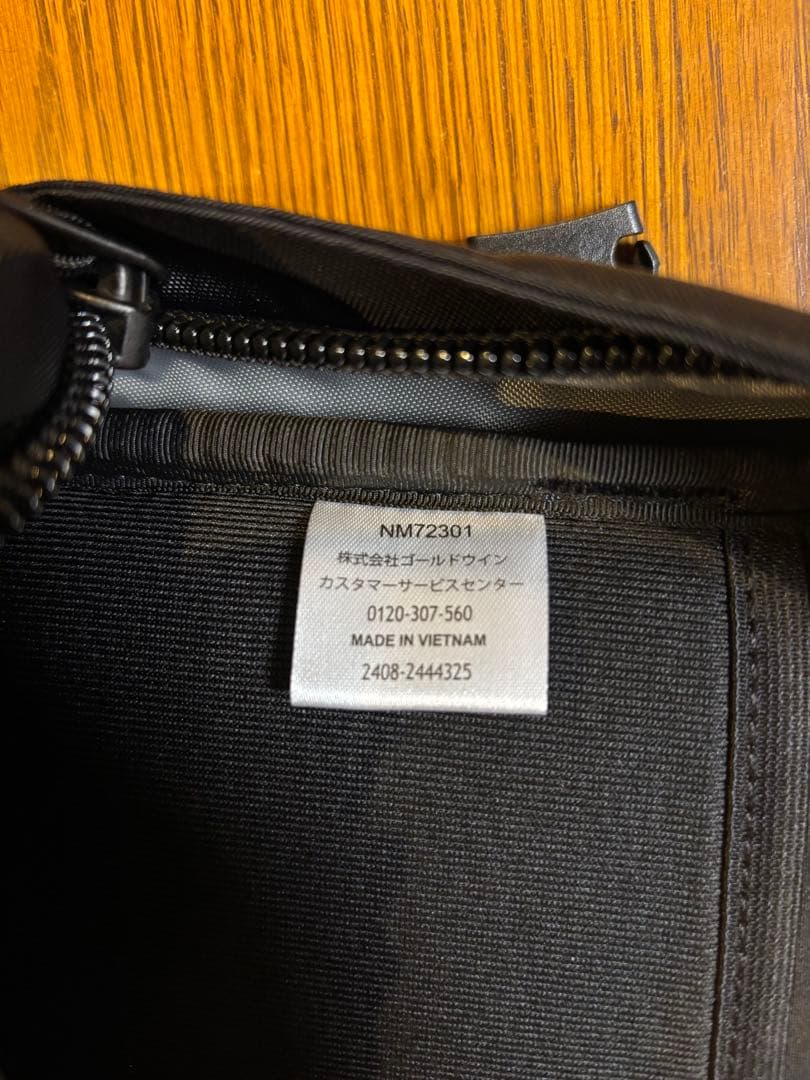 NM72301
株式会社ゴールドウイン
カスタマーサービスセンター
0120-307-560
MADE IN VIETNAM
2408-2444325